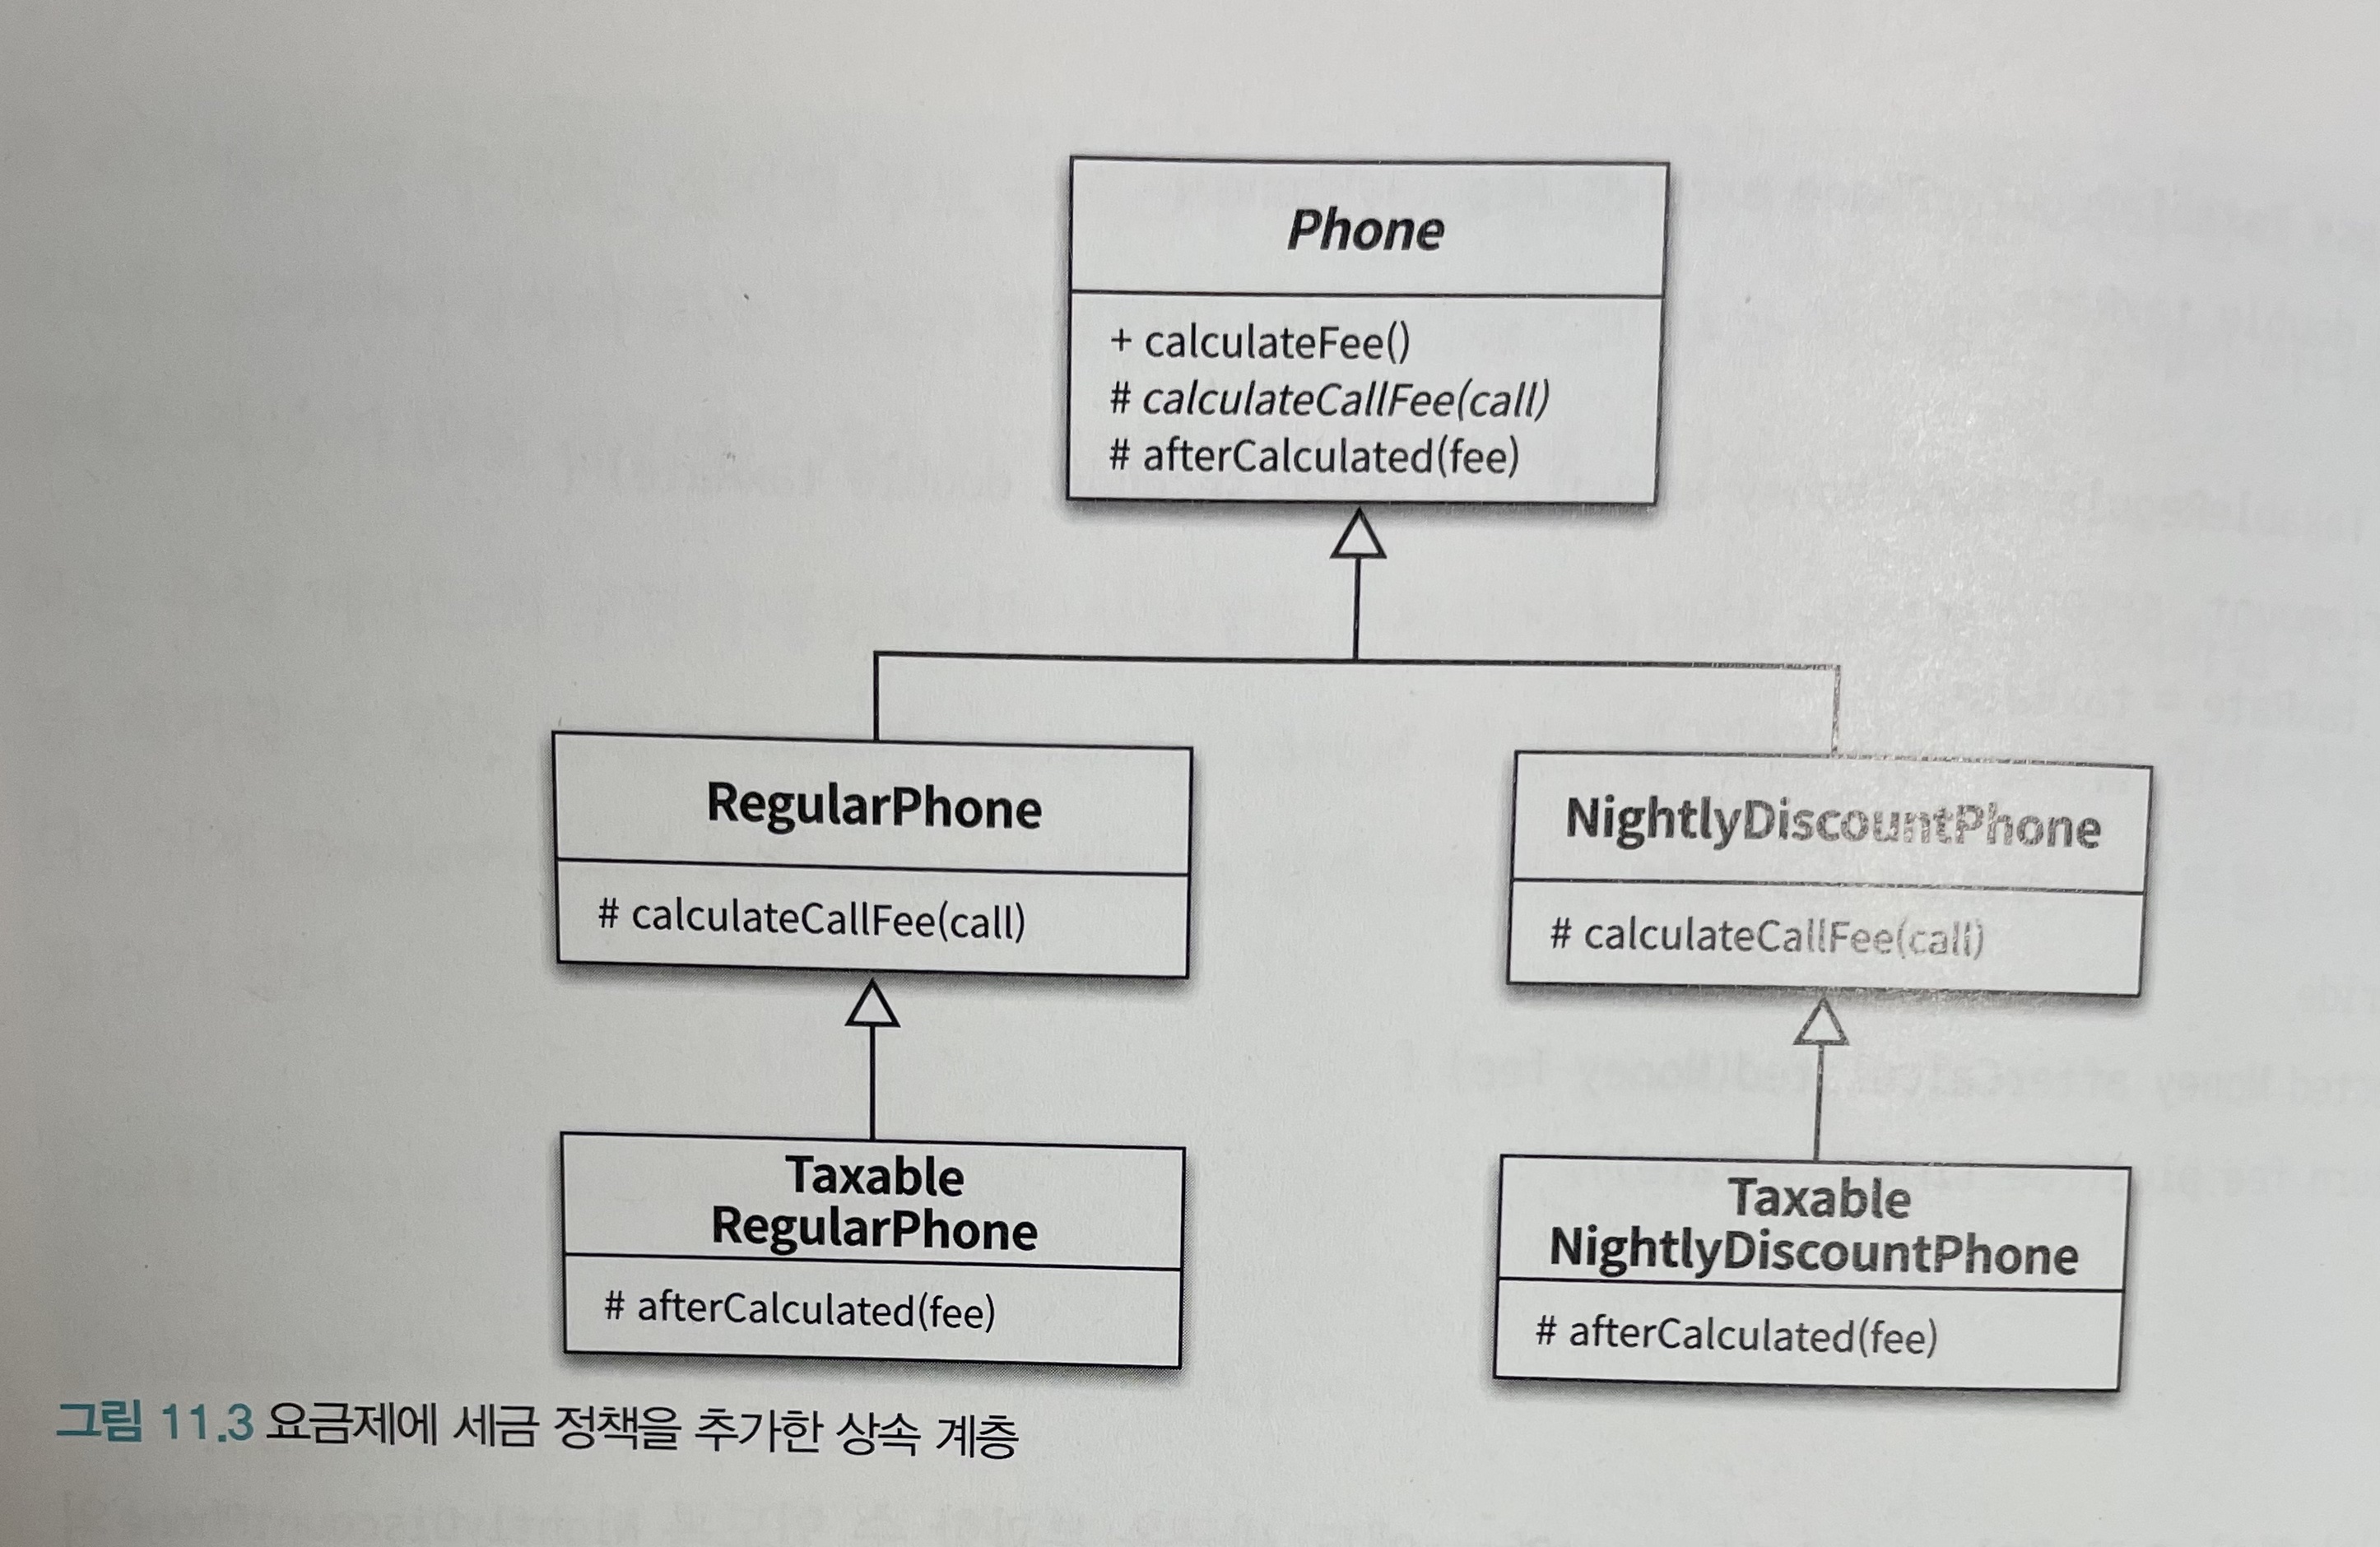 Phone
+ calculateFee()
# calculateCallFee(call)
# afterCalculated(fee)
RegularPhone
# calculateCallFee(call)
NightlyDiscountPhone
# calculateCallFee(call)
Taxable
RegularPhone
# afterCalculated(fee)
Taxable
NightlyDiscountPhone
# afterCalculated(fee)
그림 11.3 요금제에 세금 정책을 추가한 상속 계층